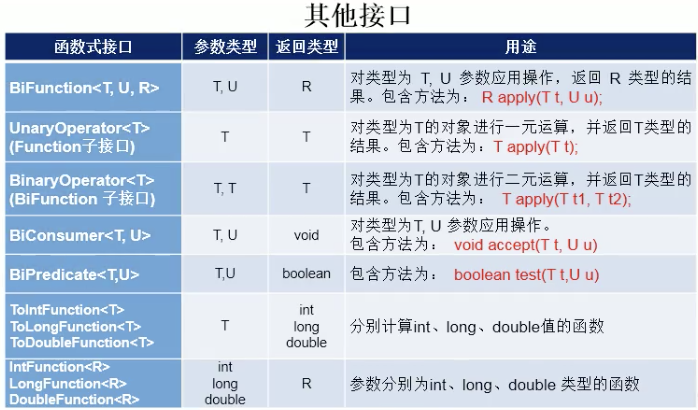 其他接口
函数式接口 参数类型 返回类型 用途
BiFunction<T, U, R> T, U R 对类型为 T, U 参数应用操作，返回 R 类型的
结果。包含方法为： R apply(T t, U u);
UnaryOperator<T>
(Function子接口) T T 对类型为T的对象进行一元运算，并返回T类型的
结果。包含方法为：T apply(T t);
BinaryOperator<T>
(BiFunction 子接口) T, T T 对类型为T的对象进行二元运算，并返回T类型的
结果。包含方法为： T apply(T t1, T t2);
BiConsumer<T, U> T, U void 对类型为T, U 参数应用操作。
包含方法为： void accept(T t, U u)
BiPredicate<T,U> T,U boolean 包含方法为： boolean test(T t,U u)
ToIntFunction<T> int
ToLongFunction<T> T long 分别计算int、long、double值的函数
ToDoubleFunction<T> double
IntFunction<R> int
LongFunction<R> long R 参数分别为int、long、double 类型的函数
DoubleFunction<R> double